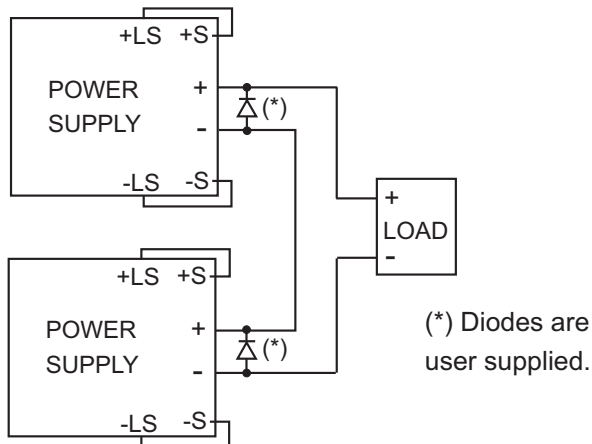 +LS +S
POWER
SUPPLY
+
-
(*)
-LS -S
+
LOAD
-
+LS +S
POWER
SUPPLY
+
-
(*)
-LS -S
(*) Diodes are
user supplied.